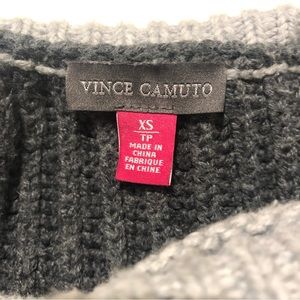 VINCE CAMUTO
XS
TP
MADE IN
CHINA
FABRIQUE
EN CHINE